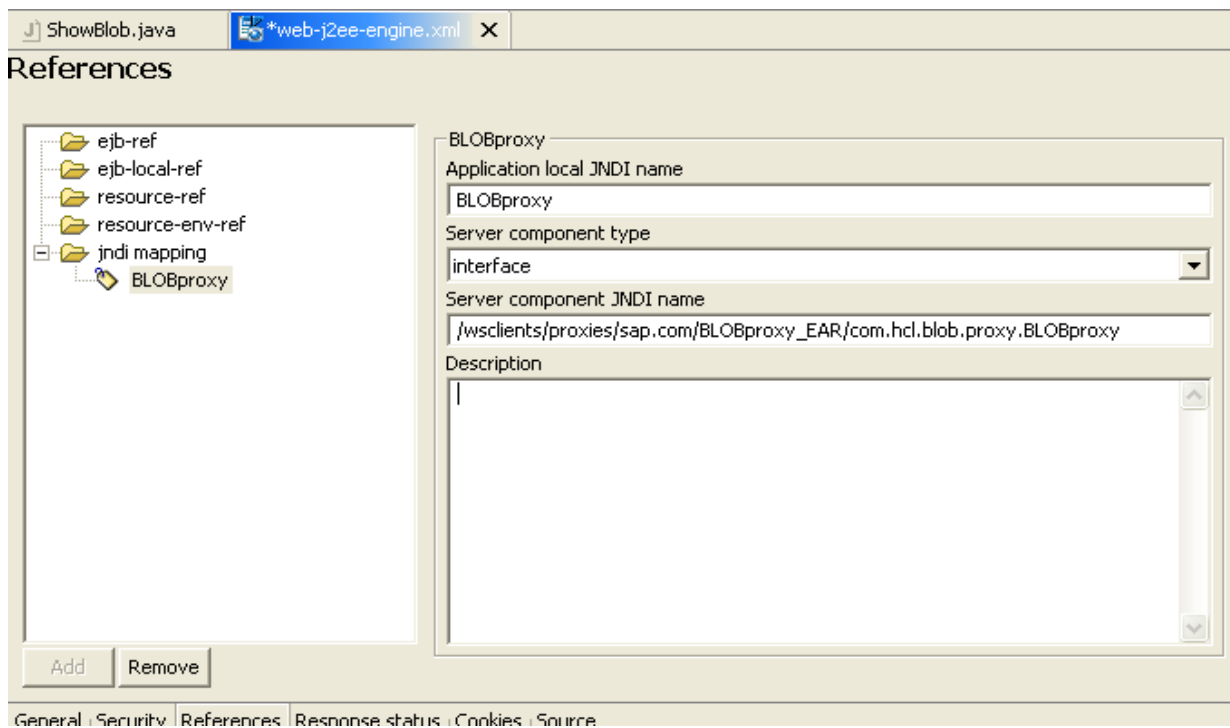 ShowBlob.java *web-j2ee-engine.xml
References
ejb-ref
ejb-local-ref
resource-ref
resource-env-ref
jndi mapping
BLOBproxy
BLOBproxy
Application local JNDI name
BLOBproxy
Server component type
interface
Server component JNDI name
/wsclients/proxies/sap.com/BLOBproxy_EAR/com.hcl.blob.proxy.BLOBproxy
Description
Add Remove
General Security References Response status Cookies Source